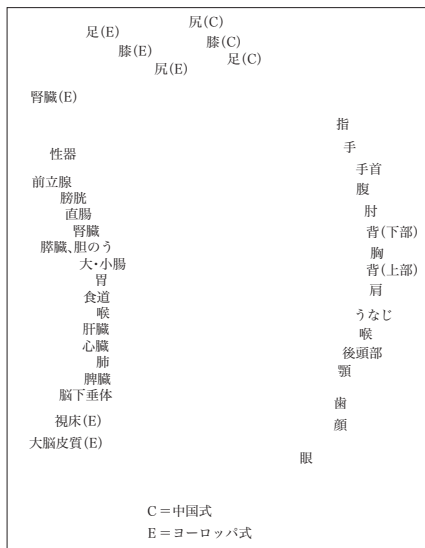 尻(C)
足(E)
膝(C)
膝(E)
足(C)
尻(E)
腎臓(E)
性器
前立腺
膀胱
直腸
腎臓
膵臓、胆のう
大・小腸
胃
食道
喉
肝臓
心臓
肺
脾臓
脳下垂体
視床(E)
大脳皮質(E)
指
手
手首
腹
肘
背(下部)
胸
背(上部)
肩
うなじ
喉
後頭部
顎
歯
顔
眼
C=中国式
E=ヨーロッパ式